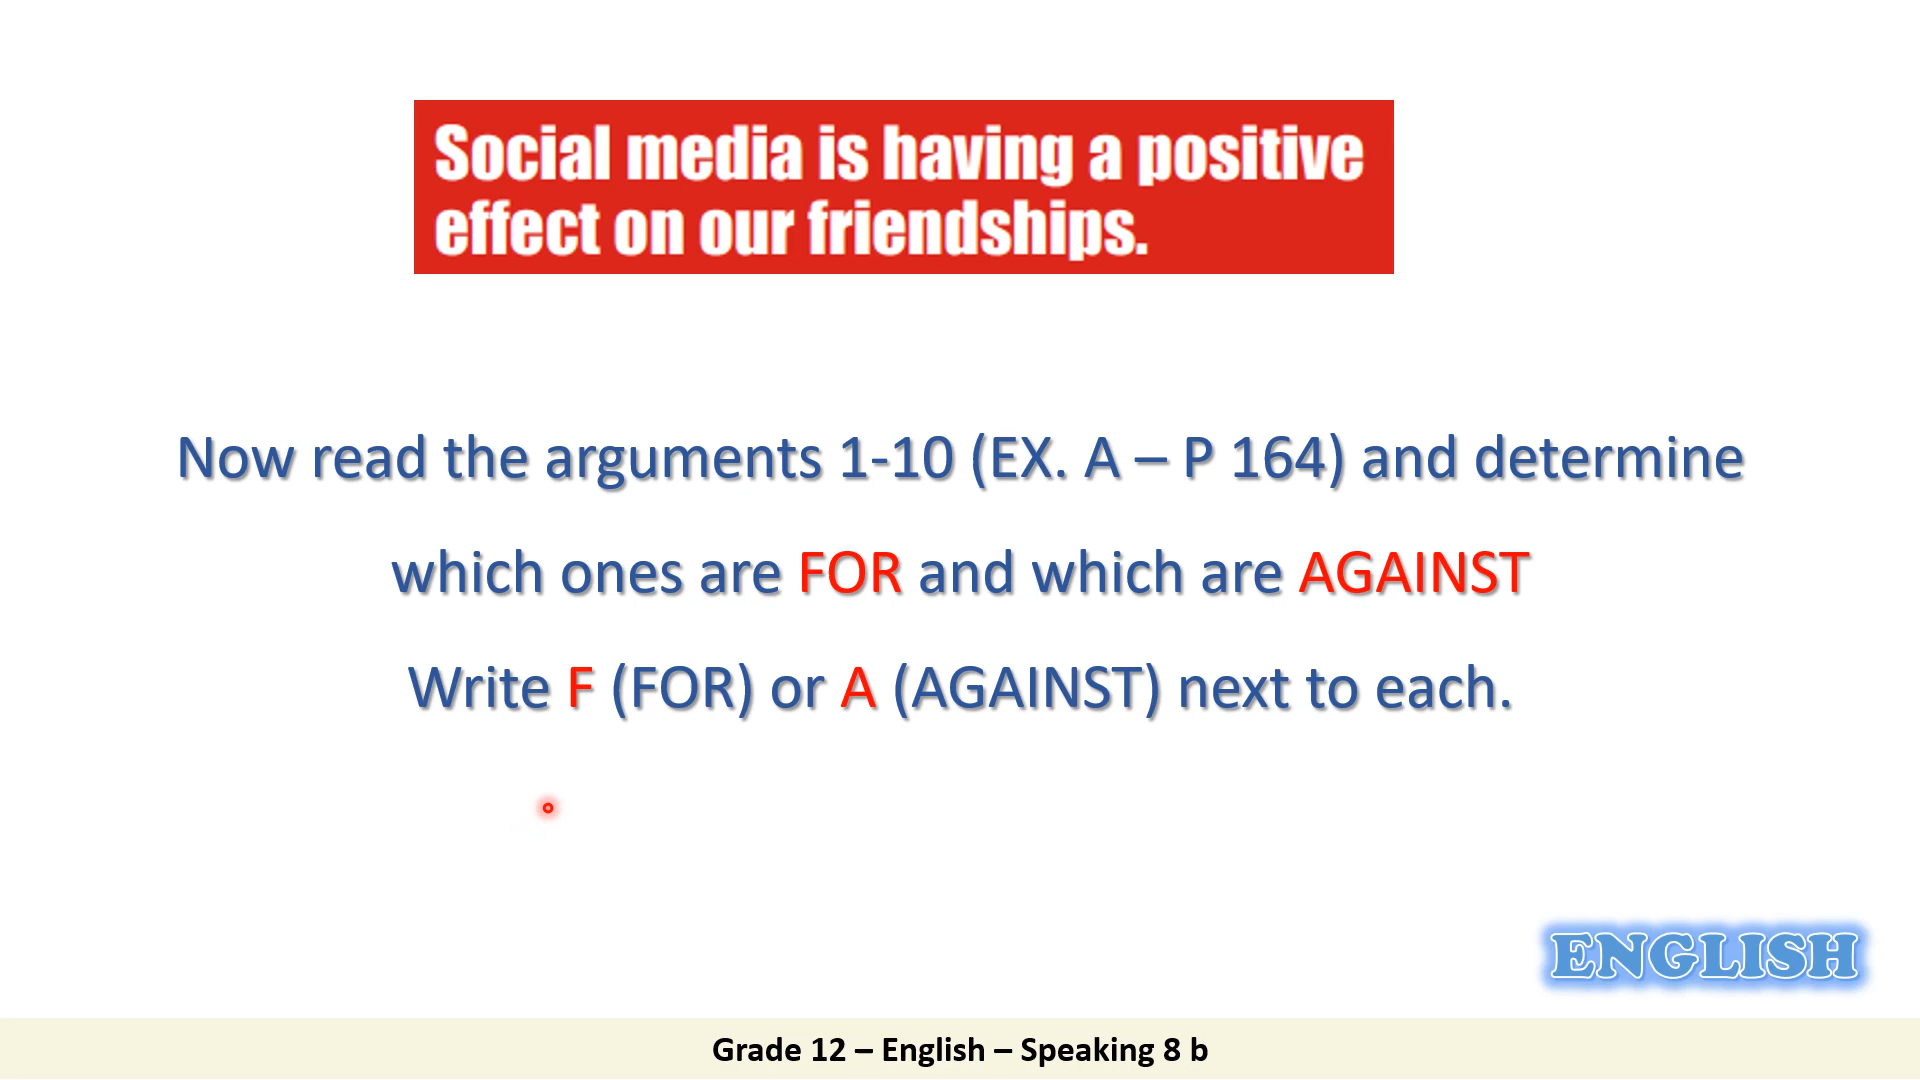 Social media is having a positive
effect on our friendships.
Now read the arguments 1-10 (EX. A – P 164) and determine
which ones are FOR and which are AGAINST
Write F (FOR) or A (AGAINST) next to each.
ENGLISH
Grade 12 – English – Speaking 8 b